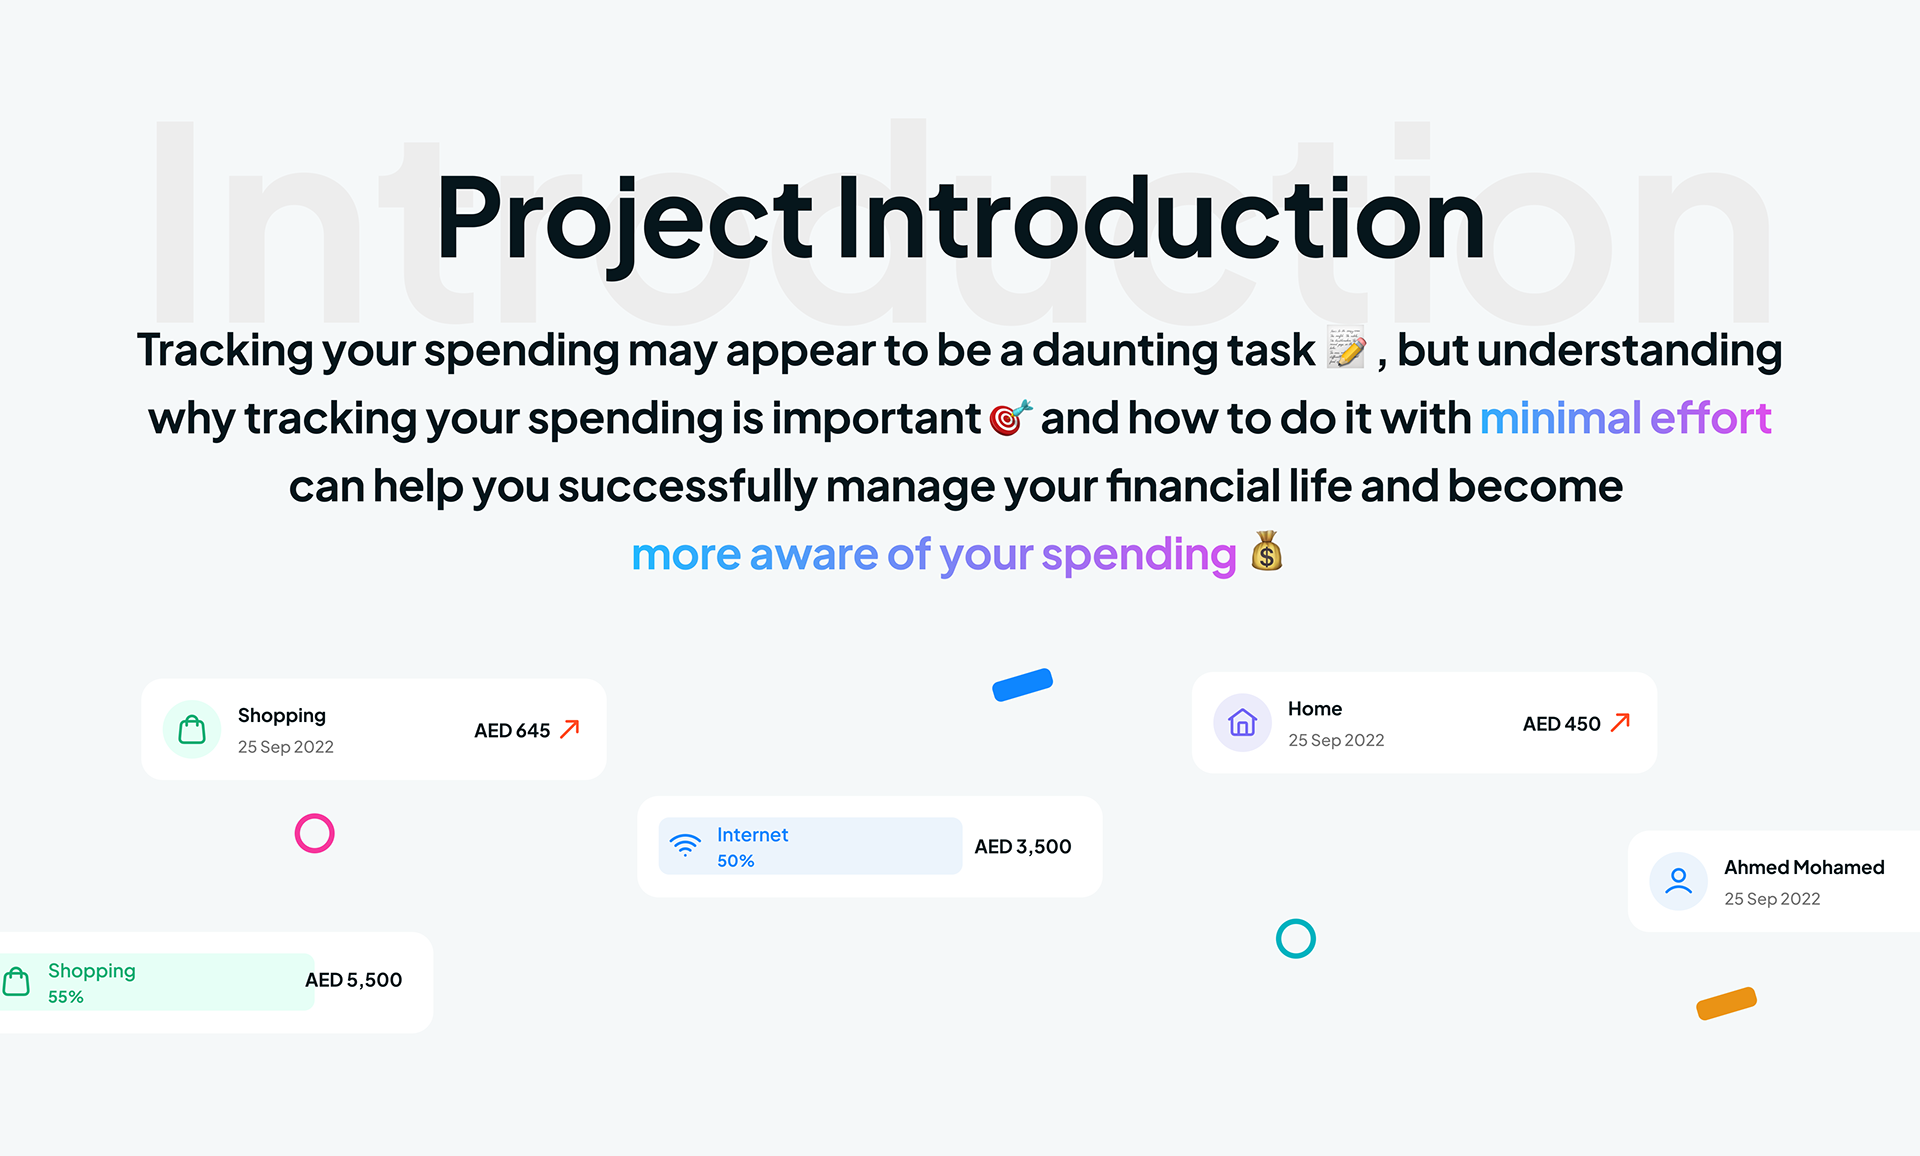 Introduction
Project Introduction
Tracking your spending may appear to be a daunting task 📝 , but understanding
why tracking your spending is important 🎯 and how to do it with minimal effort
can help you successfully manage your financial life and become
more aware of your spending 💰
Shopping
25 Sep 2022
AED 645
Home
25 Sep 2022
AED 450
Internet
50%
AED 3,500
Ahmed Mohamed
25 Sep 2022
Shopping
55%
AED 5,500